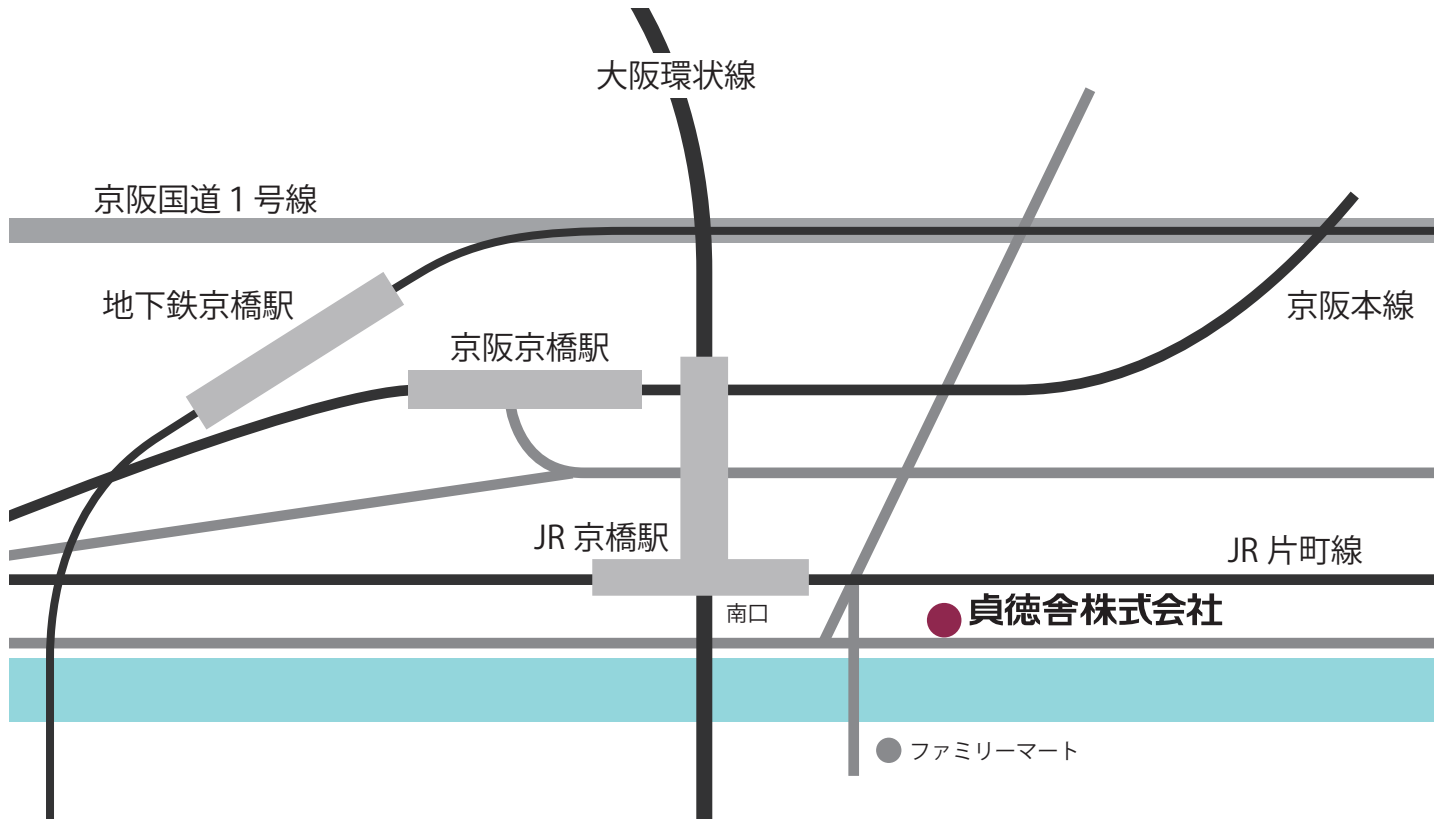 大阪環状線
京阪国道1号線
地下鉄京橋駅
京阪本線
京阪京橋駅
JR 京橋駅
JR 片町線
南口
貞徳舎株式会社
ファミリーマート